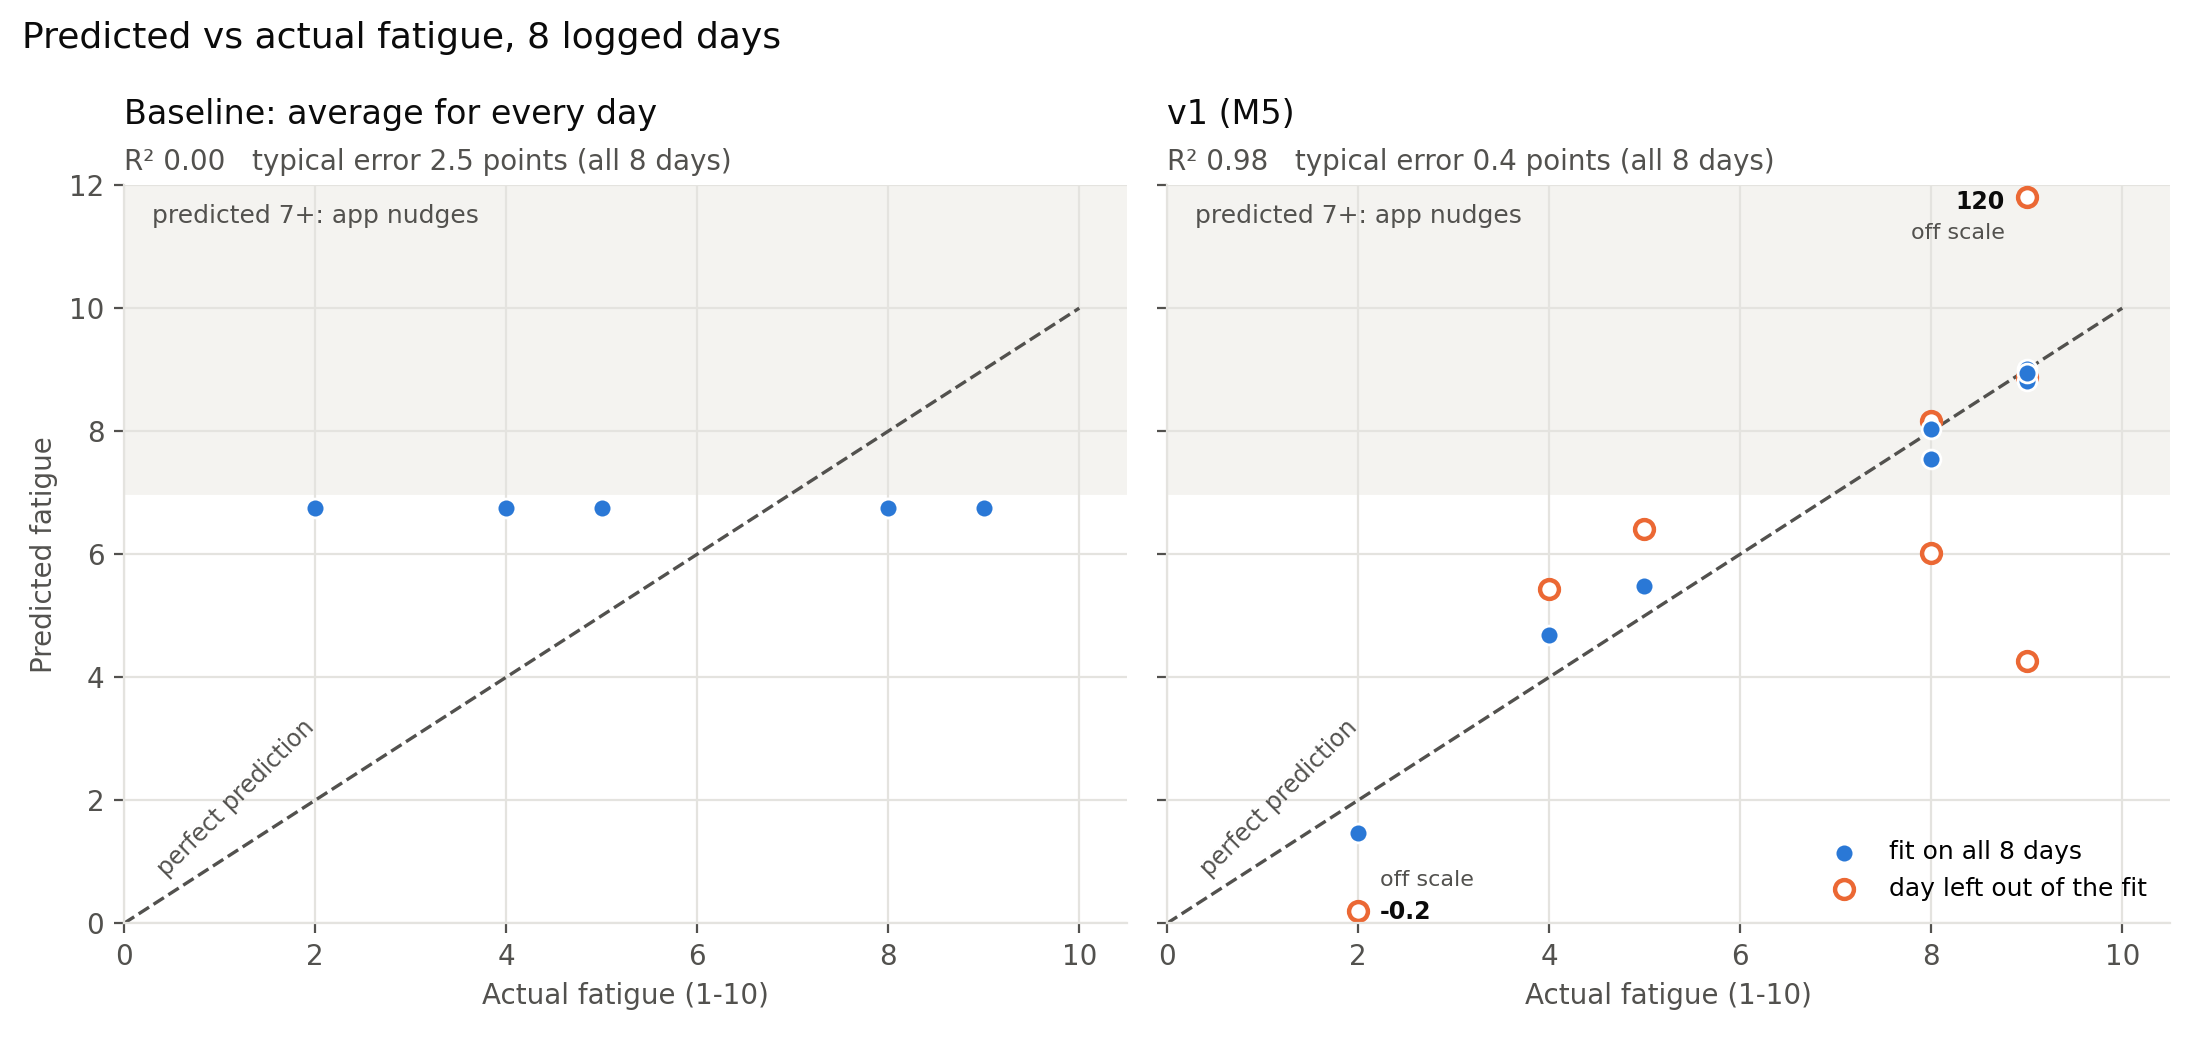 Predicted vs actual fatigue, 8 logged days
Baseline: average for every day
R² 0.00   typical error 2.5 points (all 8 days)
12
10
8
6
4
2
0
Predicted fatigue
predicted 7+: app nudges
perfect prediction
0 2 4 6 8 10
Actual fatigue (1-10)
v1 (M5)
R² 0.98   typical error 0.4 points (all 8 days)
predicted 7+: app nudges
120
off scale
perfect prediction
off scale
-0.2
fit on all 8 days
day left out of the fit
0 2 4 6 8 10
Actual fatigue (1-10)